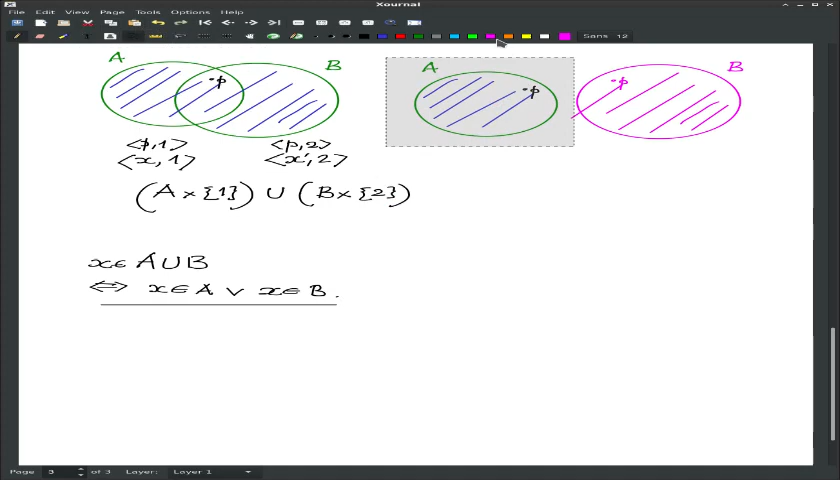 Xournal
File Edit View Page Tools Options Help
Sans 12
A B A B
p p p
<p,1> <p,2>
<x,1> <x',2>
(A × {1}) ∪ (B × {2})
x ∈ A ∪ B
⇔ x ∈ A ∨ x ∈ B.
Page 3 of 3 Layer: Layer 1